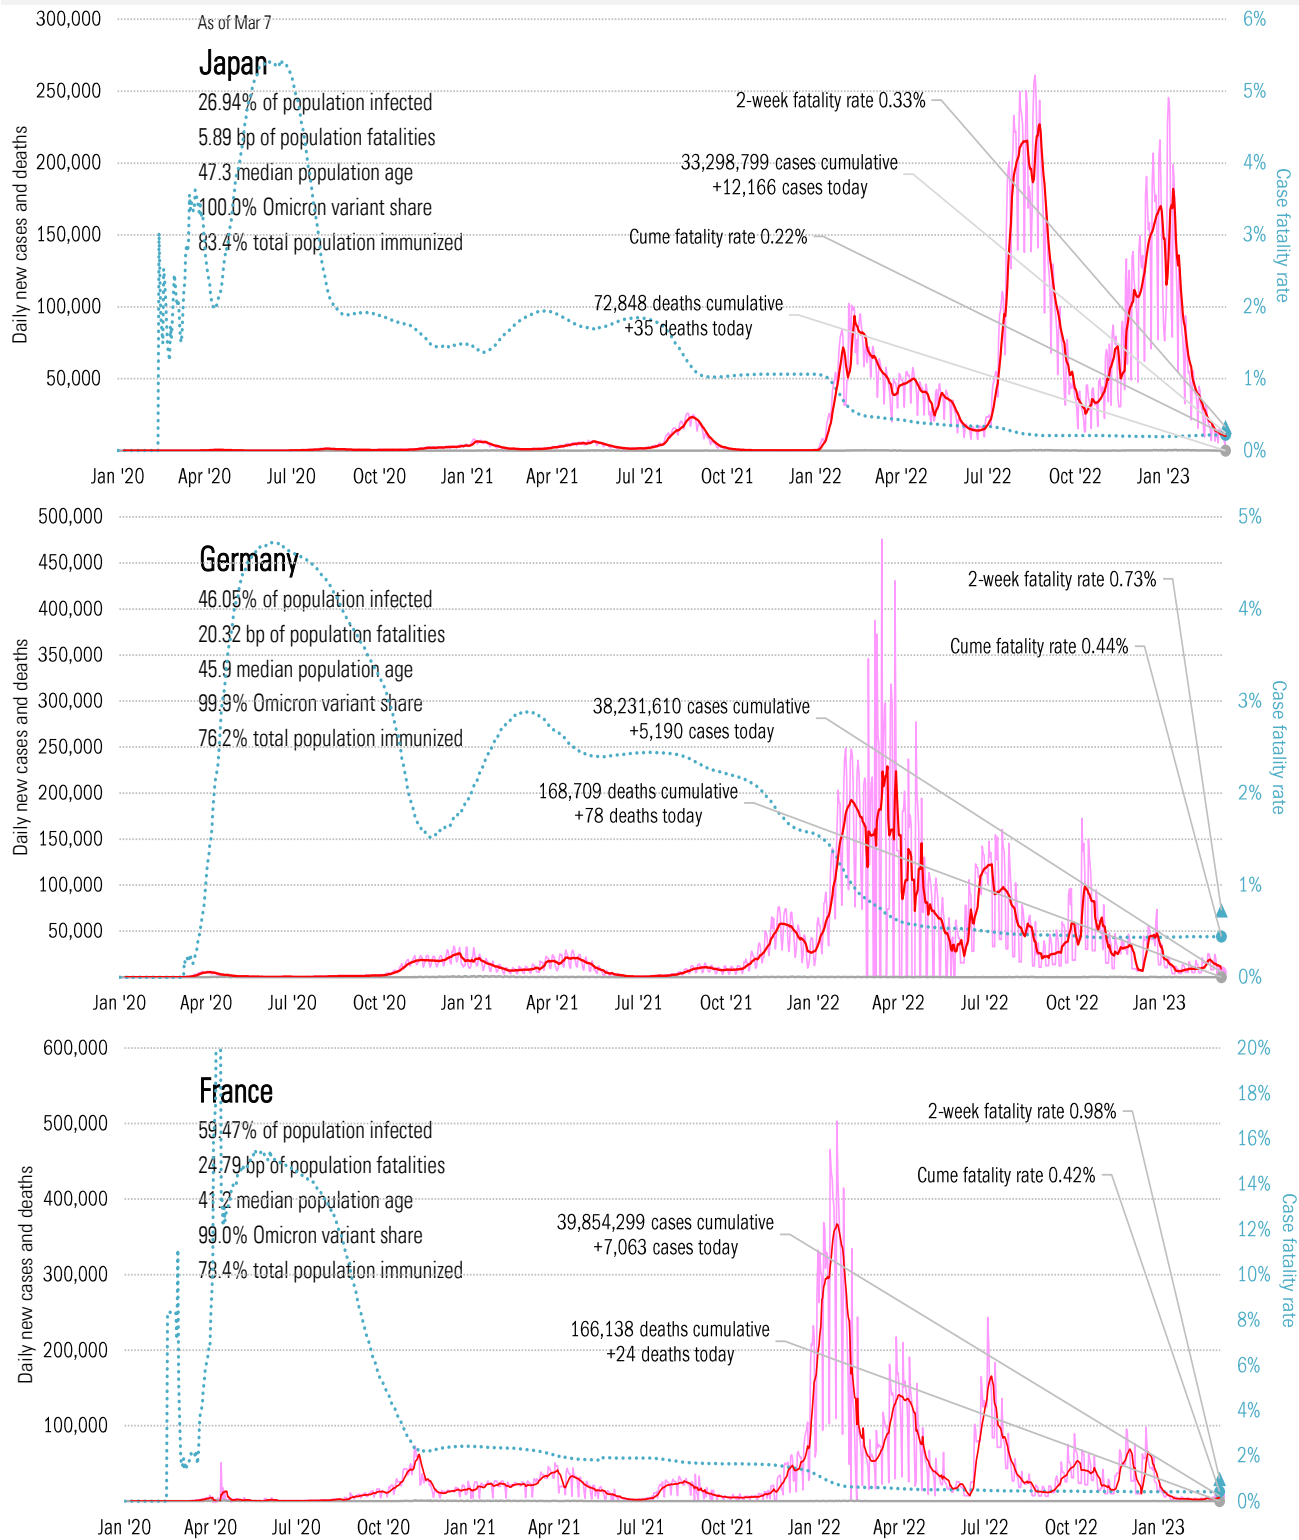 As of Mar 7
Japan
26.94% of population infected
5.89 bp of population fatalities
47.3 median population age
100.0% Omicron variant share
83.4% total population immunized
2-week fatality rate 0.33%
33,298,799 cases cumulative
+12,166 cases today
Cume fatality rate 0.22%
72,848 deaths cumulative
+35 deaths today
Daily new cases and deaths
300,000
250,000
200,000
150,000
100,000
50,000
6%
5%
4%
3%
2%
1%
0%
Case fatality rate
Jan '20 Apr '20 Jul '20 Oct '20 Jan '21 Apr '21 Jul '21 Oct '21 Jan '22 Apr '22 Jul '22 Oct '22 Jan '23
Germany
46.05% of population infected
20.32 bp of population fatalities
45.9 median population age
99.9% Omicron variant share
76.2% total population immunized
2-week fatality rate 0.73%
Cume fatality rate 0.44%
38,231,610 cases cumulative
+5,190 cases today
168,709 deaths cumulative
+78 deaths today
Daily new cases and deaths
500,000
450,000
400,000
350,000
300,000
250,000
200,000
150,000
100,000
50,000
5%
4%
3%
2%
1%
0%
Case fatality rate
Jan '20 Apr '20 Jul '20 Oct '20 Jan '21 Apr '21 Jul '21 Oct '21 Jan '22 Apr '22 Jul '22 Oct '22 Jan '23
France
59.47% of population infected
24.79 bp of population fatalities
41.2 median population age
99.0% Omicron variant share
78.4% total population immunized
2-week fatality rate 0.98%
Cume fatality rate 0.42%
39,854,299 cases cumulative
+7,063 cases today
166,138 deaths cumulative
+24 deaths today
Daily new cases and deaths
600,000
500,000
400,000
300,000
200,000
100,000
20%
18%
16%
14%
12%
10%
8%
6%
4%
2%
0%
Case fatality rate
Jan '20 Apr '20 Jul '20 Oct '20 Jan '21 Apr '21 Jul '21 Oct '21 Jan '22 Apr '22 Jul '22 Oct '22 Jan '23